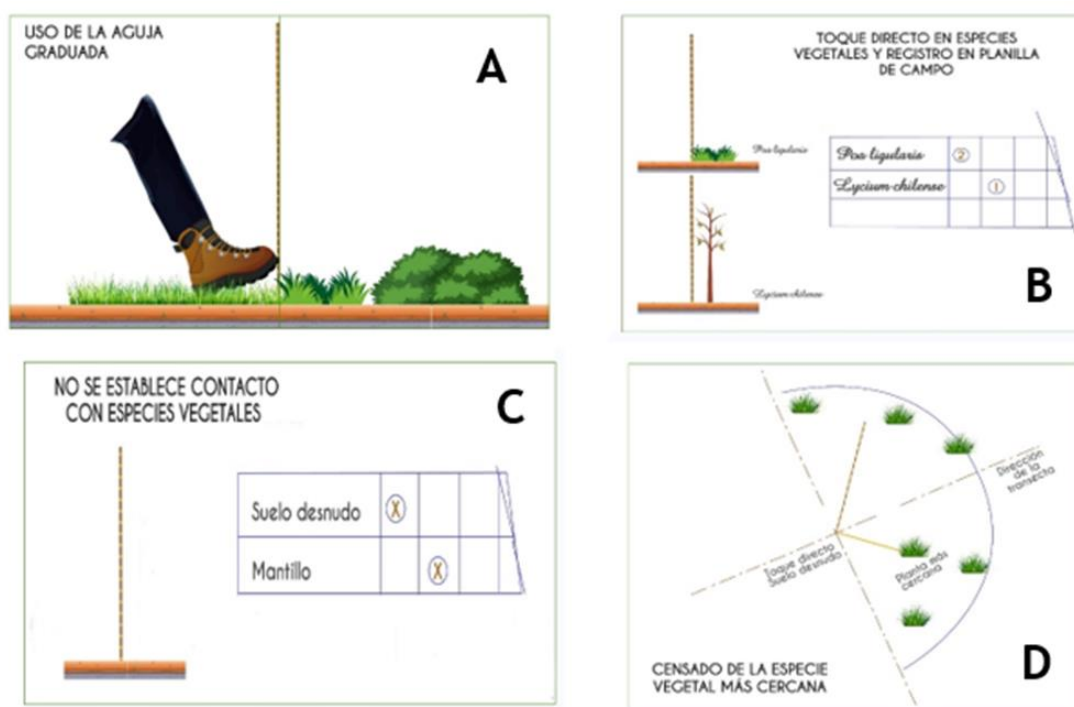 USO DE LA AGUJA
GRADUADA
A
TOQUE DIRECTO EN ESPECIES
VEGETALES Y REGISTRO EN PLANILLA
DE CAMPO
Poa ligularis
Poa ligularis 2
Lycium chilense 1
Lycium chilense
B
NO SE ESTABLECE CONTACTO
CON ESPECIES VEGETALES
C
Suelo desnudo X
Mantillo X
Dirección
de la
transecta
Toque directo
Suelo desnudo
Planta más
cercana
CENSADO DE LA ESPECIE
VEGETAL MÁS CERCANA
D